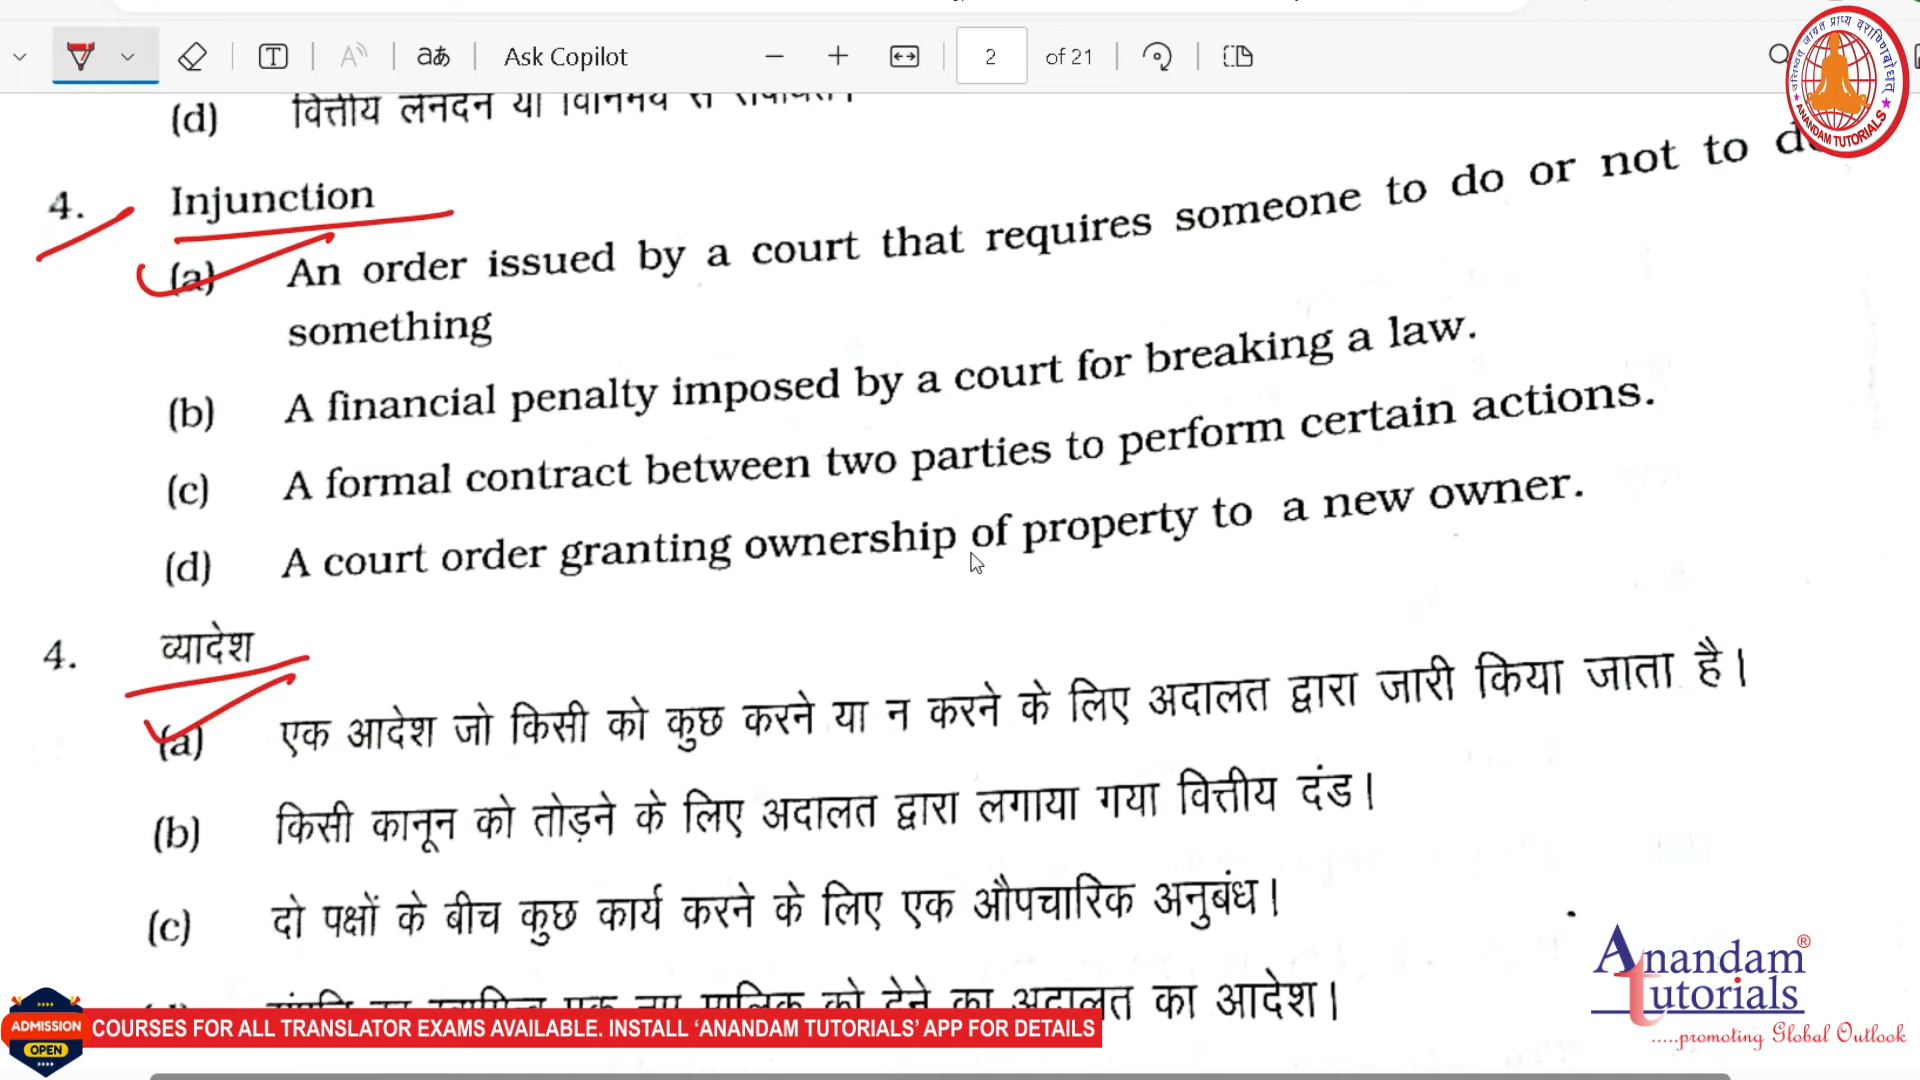 Ask Copilot
2 of 21
(d) वित्तीय
4. Injunction
(a) An order issued by a court that requires someone to do or not to
something
(b) A financial penalty imposed by a court for breaking a law.
(c) A formal contract between two parties to perform certain actions.
(d) A court order granting ownership of property to a new owner.
4. व्यादेश
(a) एक आदेश जो किसी को कुछ करने या न करने के लिए अदालत द्वारा जारी किया जाता है।
(b) किसी कानून को तोड़ने के लिए अदालत द्वारा लगाया गया वित्तीय दंड।
(c) दो पक्षों के बीच कुछ कार्य करने के लिए एक औपचारिक अनुबंध।
को देने का अदालत का आदेश।
ADMISSION
OPEN
COURSES FOR ALL TRANSLATOR EXAMS AVAILABLE. INSTALL ‘ANANDAM TUTORIALS’ APP FOR DETAILS
Anandam®
tutorials
.....promoting Global Outlook
ANANDAM TUTORIALS